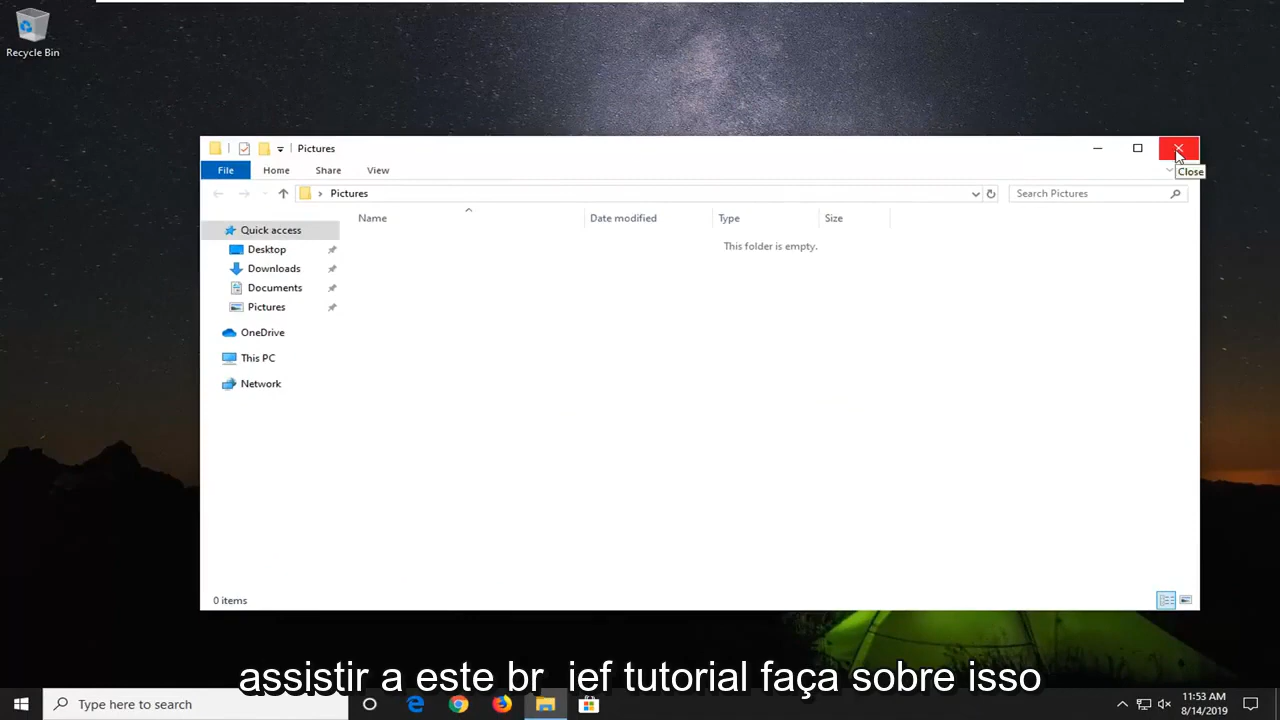 Recycle Bin
Pictures
Close
File Home Share View
Pictures
Search Pictures
Name Date modified Type Size
This folder is empty.
Quick access
Desktop
Downloads
Documents
Pictures
OneDrive
This PC
Network
0 items
assistir a este br ief tutorial faça sobre isso
Type here to search
11:53 AM
8/14/2019